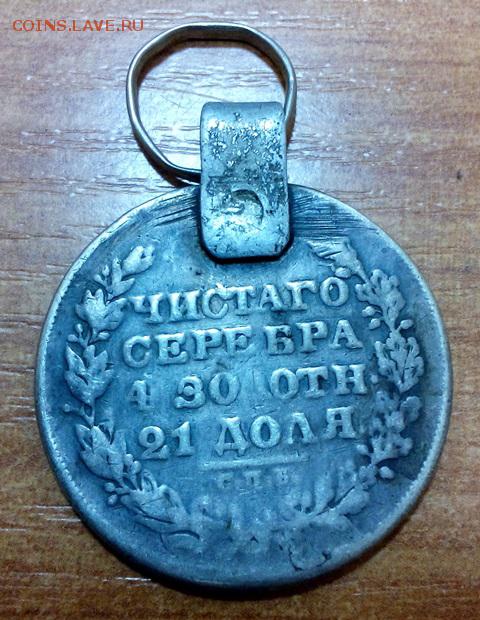 COINS.LAVE.RU
ЧИСТАГО
СЕРЕБРА
4 ЗОЛОТН
21 ДОЛЯ
С П Б